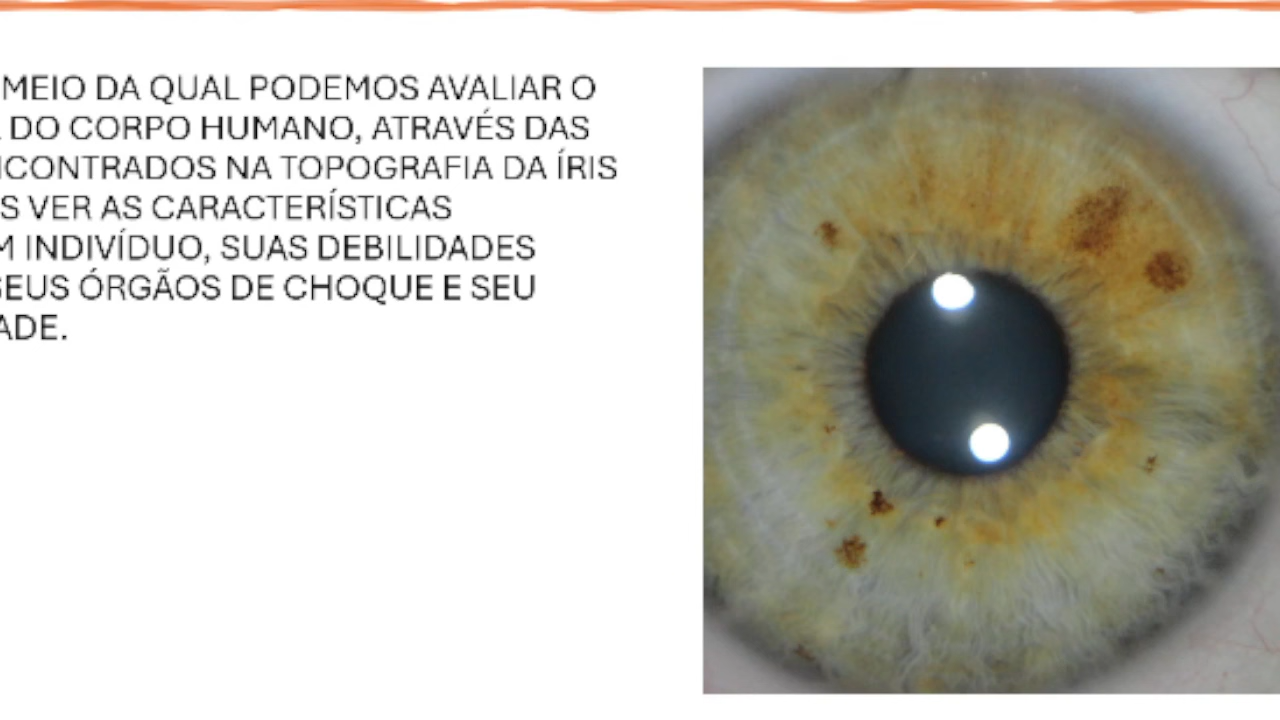 MEIO DA QUAL PODEMOS AVALIAR O
DO CORPO HUMANO, ATRAVÉS DAS
NCONTRADOS NA TOPOGRAFIA DA ÍRIS
S VER AS CARACTERÍSTICAS
M INDIVÍDUO, SUAS DEBILIDADES
SEUS ÓRGÃOS DE CHOQUE E SEU
ADE.